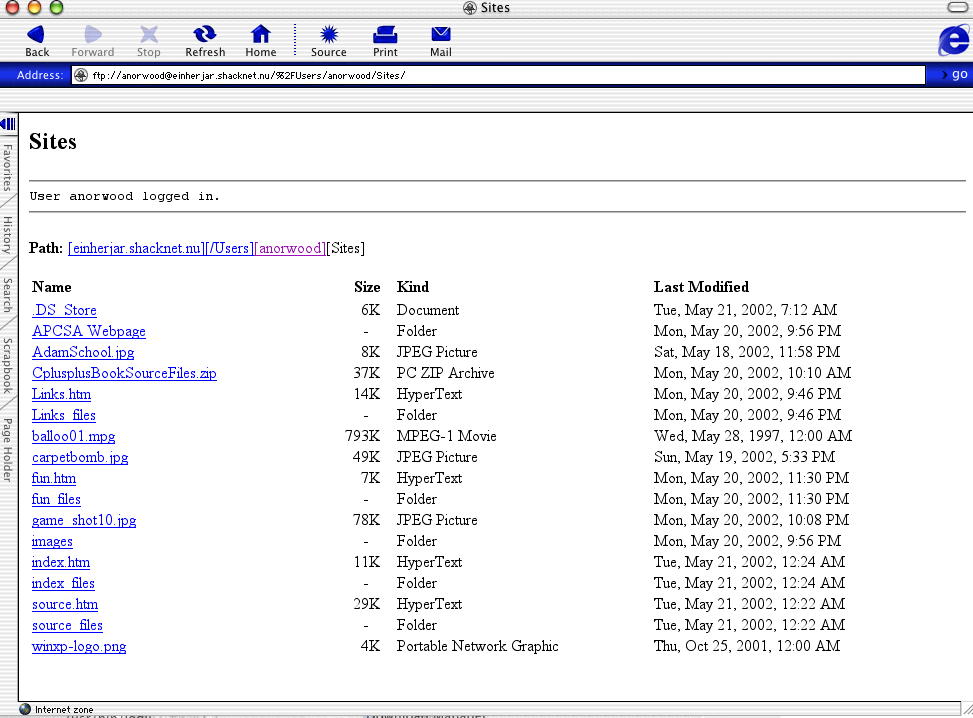 Sites
Back Forward Stop Refresh Home Source Print Mail
Address: ftp://anorwood@einherjar.shacknet.nu/%2FUsers/anorwood/Sites/ › go
Favorites
History
Search
Scrapbook
Page Holder
Sites
User anorwood logged in.
Path: [einherjar.shacknet.nu][/Users][anorwood][Sites]
Name Size Kind Last Modified
.DS_Store 6K Document Tue, May 21, 2002, 7:12 AM
APCSA Webpage - Folder Mon, May 20, 2002, 9:56 PM
AdamSchool.jpg 8K JPEG Picture Sat, May 18, 2002, 11:58 PM
CplusplusBookSourceFiles.zip 37K PC ZIP Archive Mon, May 20, 2002, 10:10 AM
Links.htm 14K HyperText Mon, May 20, 2002, 9:46 PM
Links_files - Folder Mon, May 20, 2002, 9:46 PM
balloo01.mpg 793K MPEG-1 Movie Wed, May 28, 1997, 12:00 AM
carpetbomb.jpg 49K JPEG Picture Sun, May 19, 2002, 5:33 PM
fun.htm 7K HyperText Mon, May 20, 2002, 11:30 PM
fun_files - Folder Mon, May 20, 2002, 11:30 PM
game_shot10.jpg 78K JPEG Picture Mon, May 20, 2002, 10:08 PM
images - Folder Mon, May 20, 2002, 9:56 PM
index.htm 11K HyperText Tue, May 21, 2002, 12:24 AM
index_files - Folder Tue, May 21, 2002, 12:24 AM
source.htm 29K HyperText Tue, May 21, 2002, 12:22 AM
source_files - Folder Tue, May 21, 2002, 12:22 AM
winxp-logo.png 4K Portable Network Graphic Thu, Oct 25, 2001, 12:00 AM
Internet zone